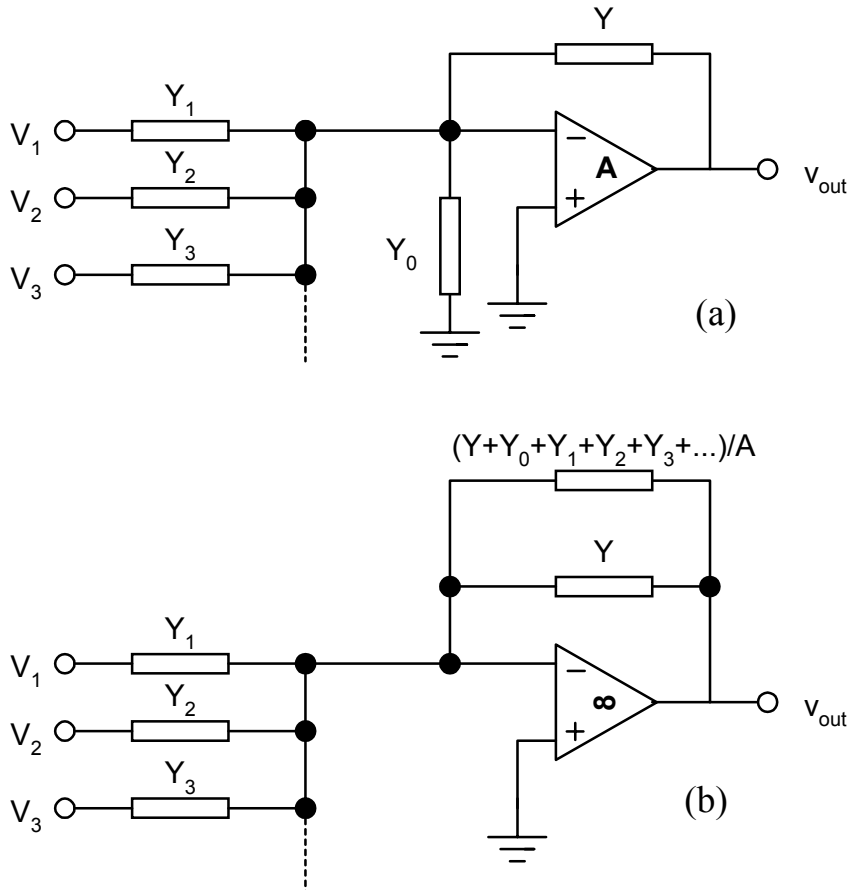 Y
Y₁
V₁
Y₂
A
V₂
v_out
Y₃
Y₀
V₃
(a)
(Y+Y₀+Y₁+Y₂+Y₃+...)/A
Y
Y₁
V₁
Y₂
∞
V₂
v_out
Y₃
(b)
V₃